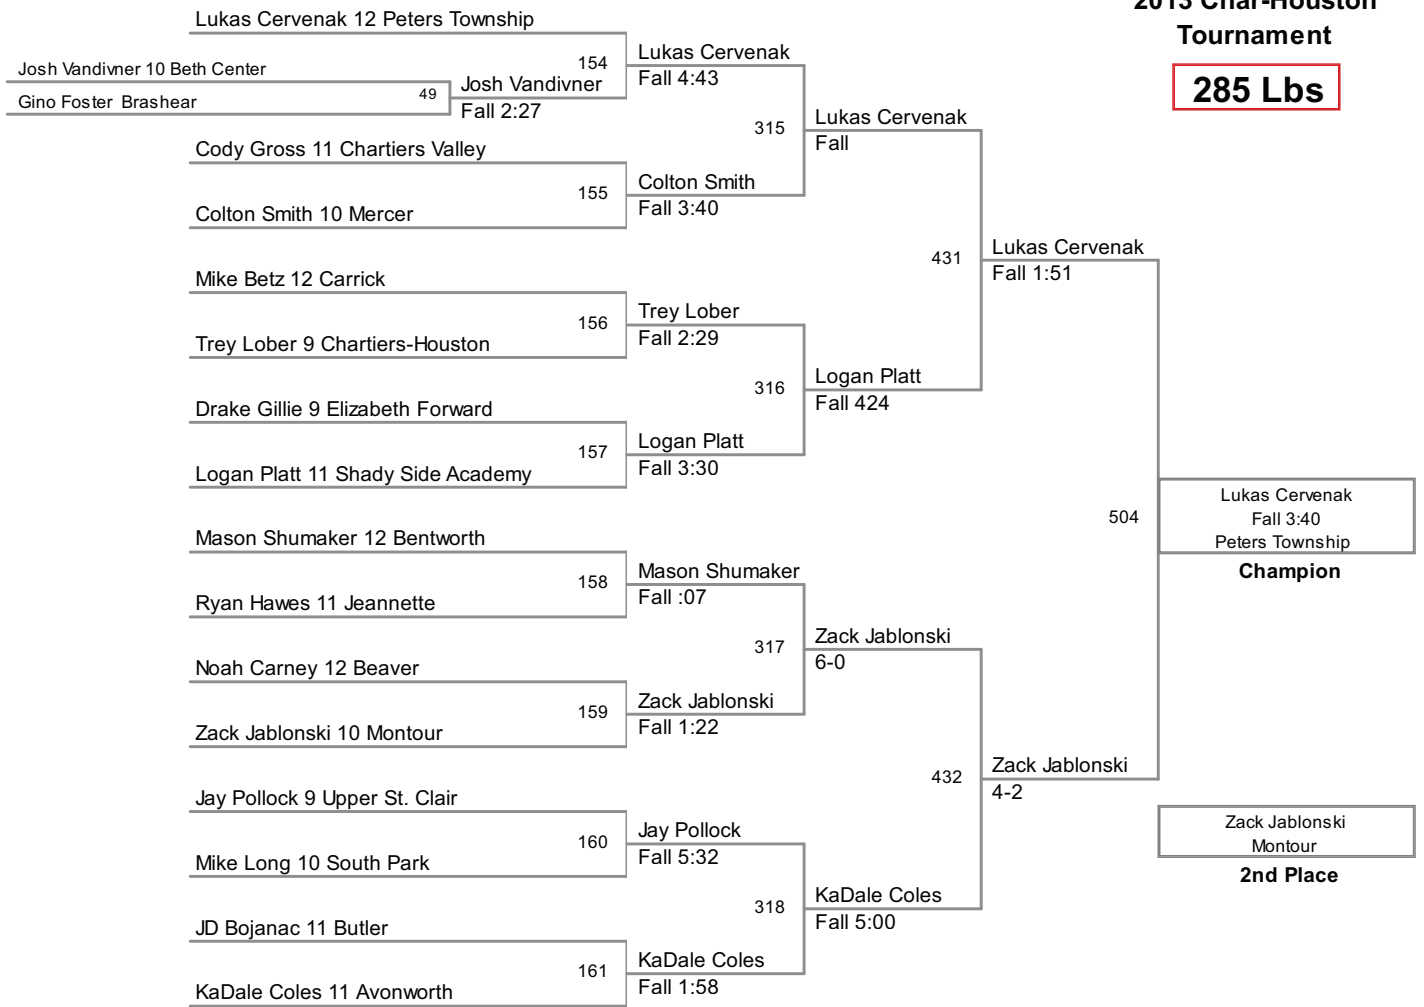 2013 Char-Houston
Tournament
285 Lbs
Lukas Cervenak 12 Peters Township
Josh Vandivner 10 Beth Center
Gino Foster Brashear
49
Josh Vandivner
Fall 2:27
154
Lukas Cervenak
Fall 4:43
Cody Gross 11 Chartiers Valley
Colton Smith 10 Mercer
155
Colton Smith
Fall 3:40
315
Lukas Cervenak
Fall
Mike Betz 12 Carrick
Trey Lober 9 Chartiers-Houston
156
Trey Lober
Fall 2:29
Drake Gillie 9 Elizabeth Forward
Logan Platt 11 Shady Side Academy
157
Logan Platt
Fall 3:30
316
Logan Platt
Fall 424
431
Lukas Cervenak
Fall 1:51
Mason Shumaker 12 Bentworth
Ryan Hawes 11 Jeannette
158
Mason Shumaker
Fall :07
Noah Carney 12 Beaver
Zack Jablonski 10 Montour
159
Zack Jablonski
Fall 1:22
317
Zack Jablonski
6-0
Jay Pollock 9 Upper St. Clair
Mike Long 10 South Park
160
Jay Pollock
Fall 5:32
JD Bojanac 11 Butler
KaDale Coles 11 Avonworth
161
KaDale Coles
Fall 1:58
318
KaDale Coles
Fall 5:00
432
Zack Jablonski
4-2
504
Lukas Cervenak
Fall 3:40
Peters Township
Champion
Zack Jablonski
Montour
2nd Place